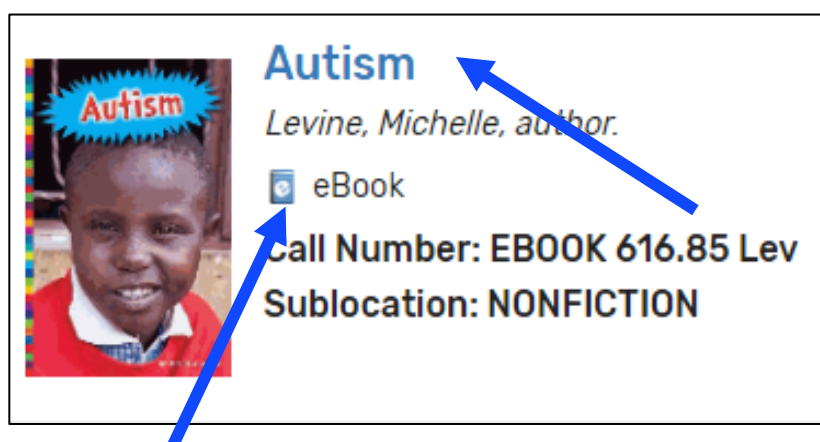 Autism
Autism
Levine, Michelle, author.
eBook
Call Number: EBOOK 616.85 Lev
Sublocation: NONFICTION